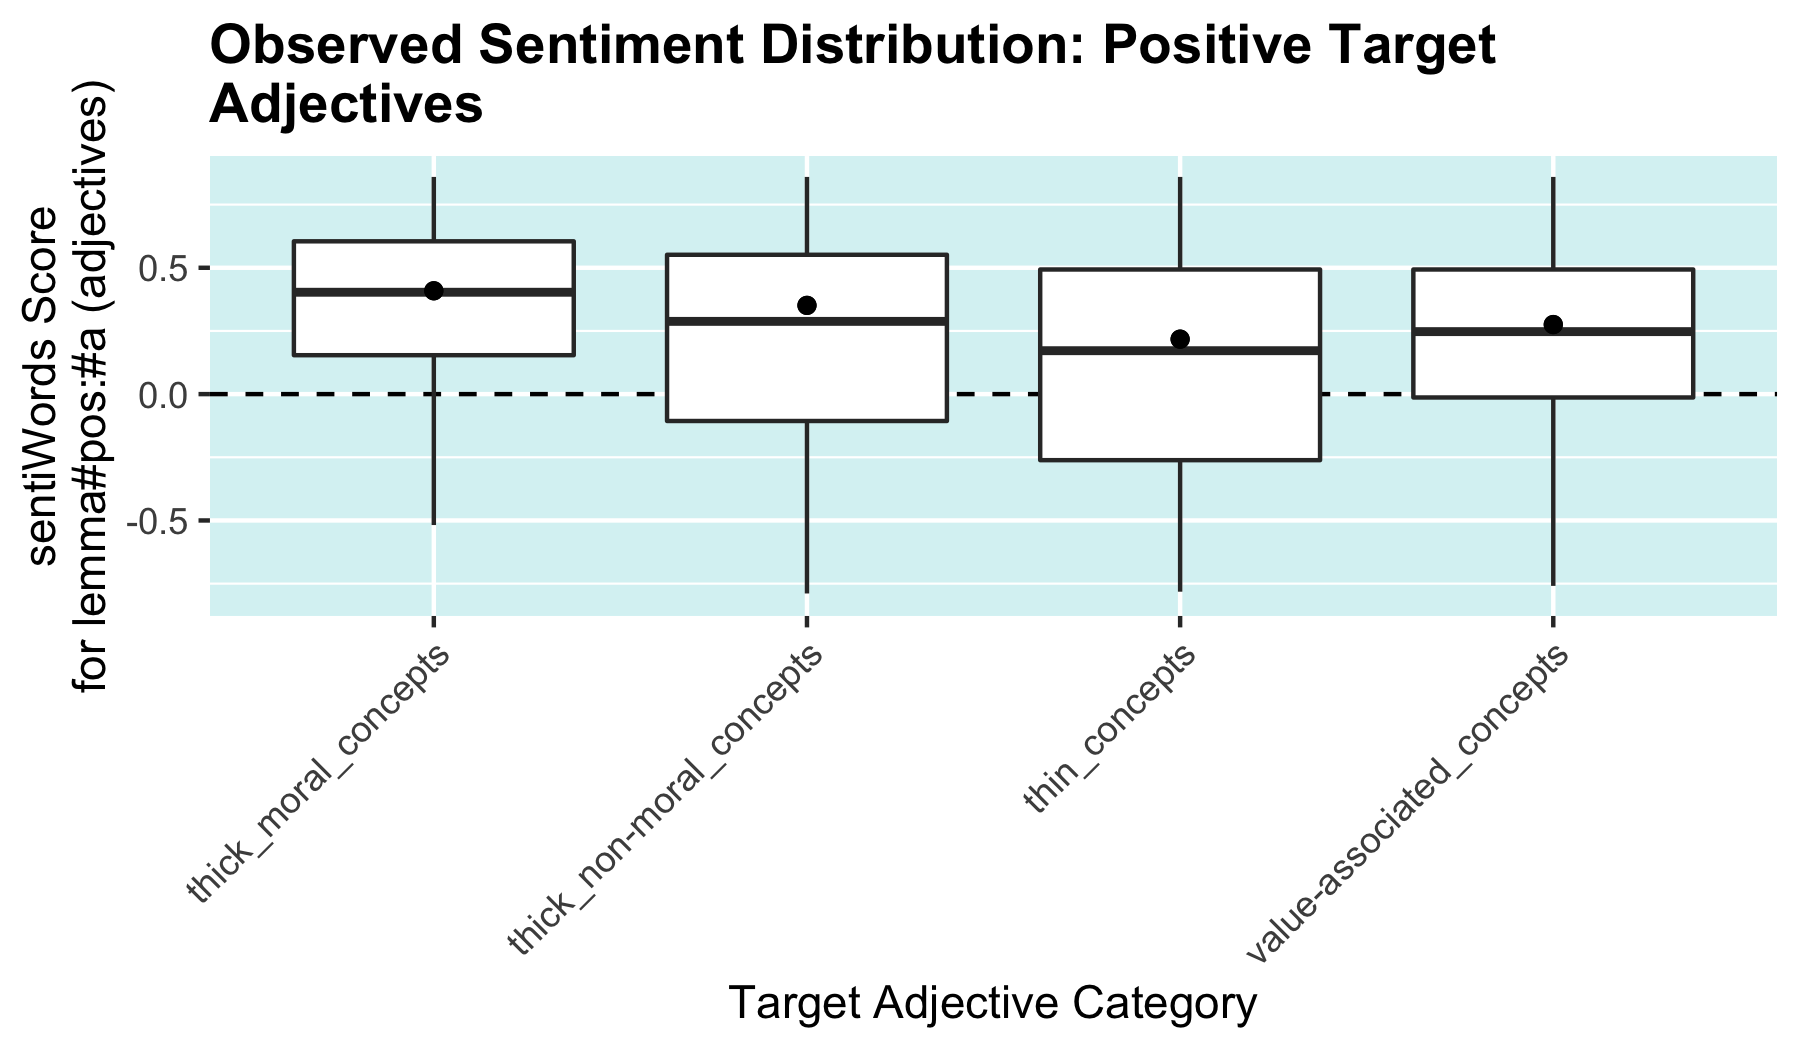 Observed Sentiment Distribution: Positive Target
Adjectives
sentiWords Score
for lemma#pos:#a (adjectives)
0.5
0.0
-0.5
thick_moral_concepts
thick_non-moral_concepts
thin_concepts
value-associated_concepts
Target Adjective Category